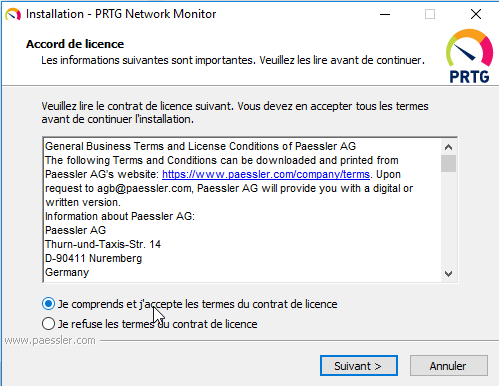 Installation - PRTG Network Monitor
Accord de licence
Les informations suivantes sont importantes. Veuillez les lire avant de continuer.
PRTG
Veuillez lire le contrat de licence suivant. Vous devez en accepter tous les termes
avant de continuer l'installation.
General Business Terms and License Conditions of Paessler AG
The following Terms and Conditions can be downloaded and printed from
Paessler AG's website: https://www.paessler.com/company/terms. Upon
request to agb@paessler.com, Paessler AG will provide you with a digital or
written version.
Information about Paessler AG:
Paessler AG
Thurn-und-Taxis-Str. 14
D-90411 Nuremberg
Germany
Je comprends et j'accepte les termes du contrat de licence
Je refuse les termes du contrat de licence
www.paessler.com
Suivant >
Annuler